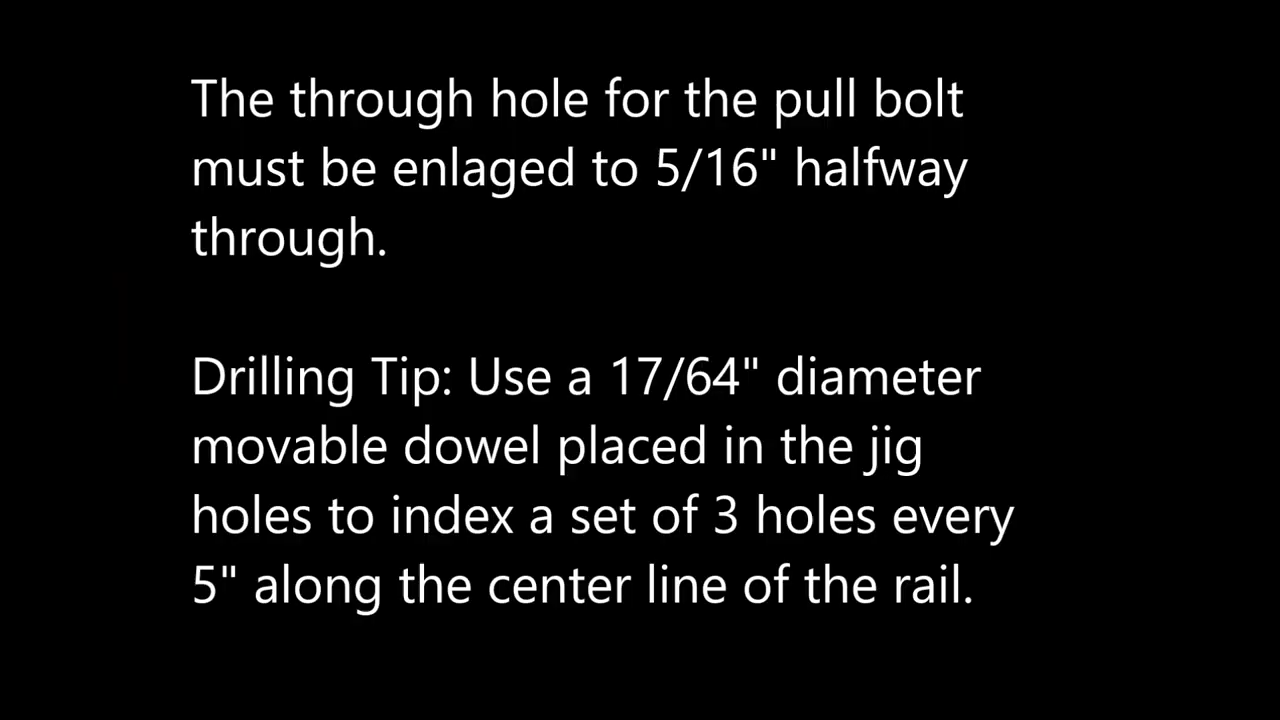 The through hole for the pull bolt
must be enlaged to 5/16" halfway
through.
Drilling Tip: Use a 17/64" diameter
movable dowel placed in the jig
holes to index a set of 3 holes every
5" along the center line of the rail.